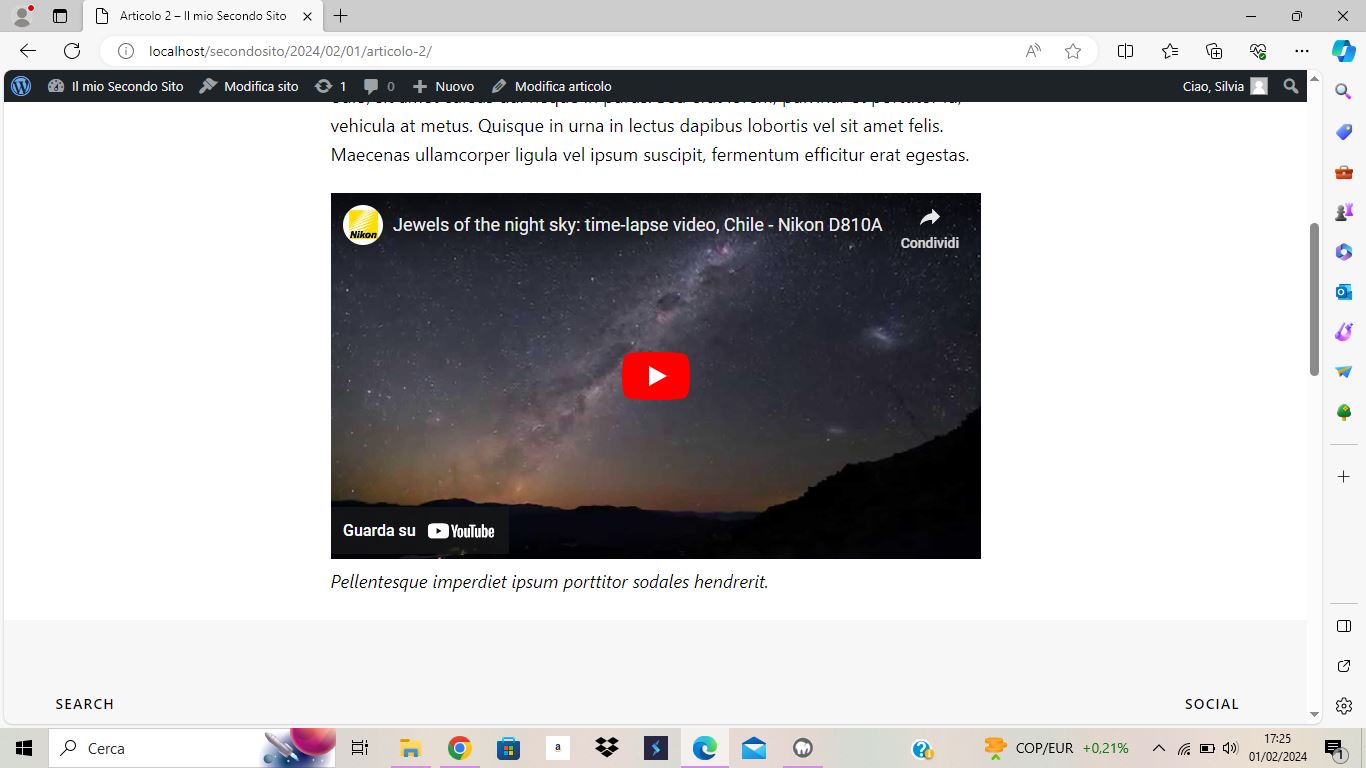 Articolo 2 – Il mio Secondo Sito
localhost/secondosito/2024/02/01/articolo-2/
Il mio Secondo Sito Modifica sito 1 0 Nuovo Modifica articolo Ciao, Silvia
vehicula at metus. Quisque in urna in lectus dapibus lobortis vel sit amet felis.
Maecenas ullamcorper ligula vel ipsum suscipit, fermentum efficitur erat egestas.
Nikon
Jewels of the night sky: time-lapse video, Chile - Nikon D810A
Condividi
Guarda su YouTube
Pellentesque imperdiet ipsum porttitor sodales hendrerit.
SEARCH SOCIAL
Cerca
a
COP/EUR +0,21%
17:25
01/02/2024
1